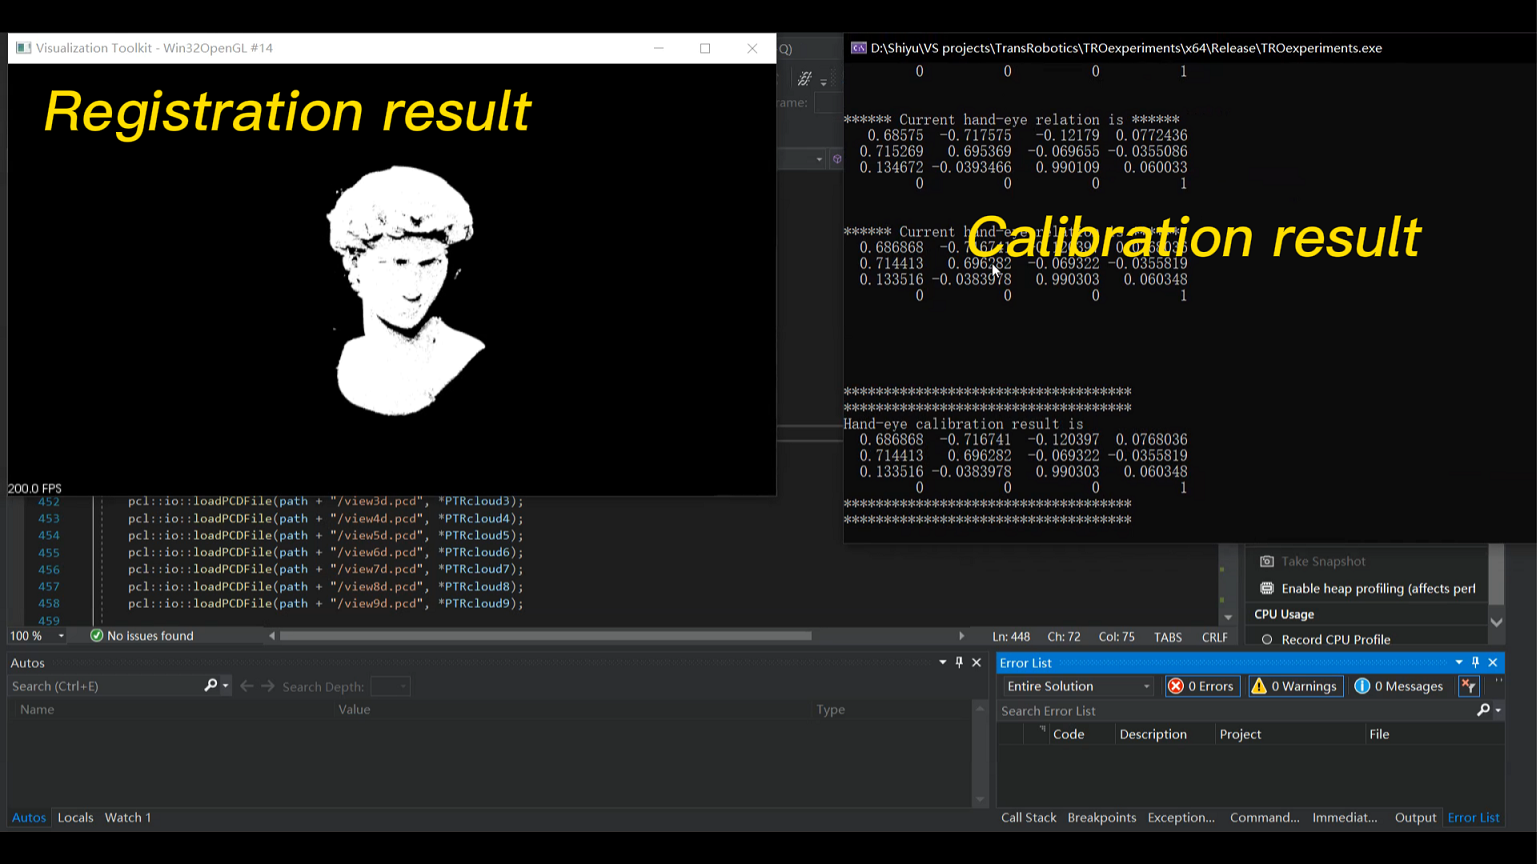 Visualization Toolkit - Win32OpenGL #14
Registration result
200.0 FPS
Q)
ame:
D:\Shiyu\VS projects\TransRobotics\TROexperiments\x64\Release\TROexperiments.exe
0 0 0 1
****** Current hand-eye relation is ******
0.68575 -0.717575 -0.12179 0.0772436
0.715269 0.695369 -0.069655 -0.0355086
0.134672 -0.0393466 0.990109 0.060033
0 0 0 1
Calibration result
****** Current hand-eye relation is ******
0.686868 -0.716741 -0.120397 0.0768036
0.714413 0.696282 -0.069322 -0.0355819
0.133516 -0.0383978 0.990303 0.060348
0 0 0 1
************************************
************************************
Hand-eye calibration result is
0.686868 -0.716741 -0.120397 0.0768036
0.714413 0.696282 -0.069322 -0.0355819
0.133516 -0.0383978 0.990303 0.060348
0 0 0 1
************************************
************************************
452 pcl::io::loadPCDFile(path + "/view3d.pcd", *PTRcloud3);
453 pcl::io::loadPCDFile(path + "/view4d.pcd", *PTRcloud4);
454 pcl::io::loadPCDFile(path + "/view5d.pcd", *PTRcloud5);
455 pcl::io::loadPCDFile(path + "/view6d.pcd", *PTRcloud6);
456 pcl::io::loadPCDFile(path + "/view7d.pcd", *PTRcloud7);
457 pcl::io::loadPCDFile(path + "/view8d.pcd", *PTRcloud8);
458 pcl::io::loadPCDFile(path + "/view9d.pcd", *PTRcloud9);
459
100 % No issues found Ln: 448 Ch: 72 Col: 75 TABS CRLF
Take Snapshot
Enable heap profiling (affects perf
CPU Usage
Record CPU Profile
Autos
Search (Ctrl+E) Search Depth:
Name Value Type
Autos Locals Watch 1
Error List
Entire Solution 0 Errors 0 Warnings 0 Messages
Search Error List
Code Description Project File
Call Stack Breakpoints Exception... Command... Immediat... Output Error List